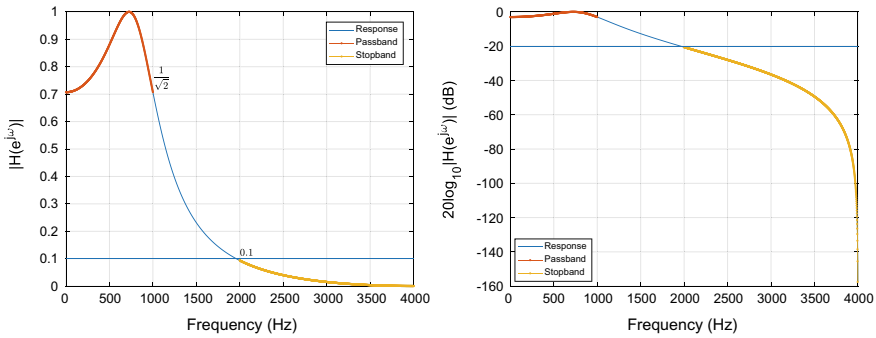 1
0.9
0.8
0.7
0.6
0.5
0.4
0.3
0.2
0.1
0
0 500 1000 1500 2000 2500 3000 3500 4000
Frequency (Hz)
|H(e^{jω})|
Response
Passband
Stopband
1/√2
0.1
0
-20
-40
-60
-80
-100
-120
-140
-160
0 500 1000 1500 2000 2500 3000 3500 4000
Frequency (Hz)
20log₁₀|H(e^{jω})| (dB)
Response
Passband
Stopband